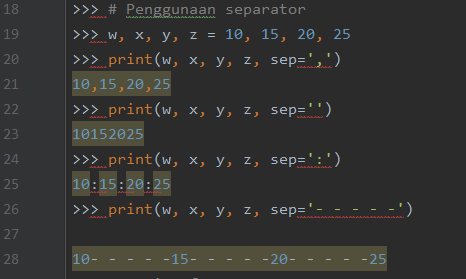 18 >>> # Penggunaan separator
19 >>> w, x, y, z = 10, 15, 20, 25
20 >>> print(w, x, y, z, sep=',')
21 10,15,20,25
22 >>> print(w, x, y, z, sep='')
23 10152025
24 >>> print(w, x, y, z, sep=':')
25 10:15:20:25
26 >>> print(w, x, y, z, sep='- - - - -')
27
28 10- - - - -15- - - - -20- - - - -25